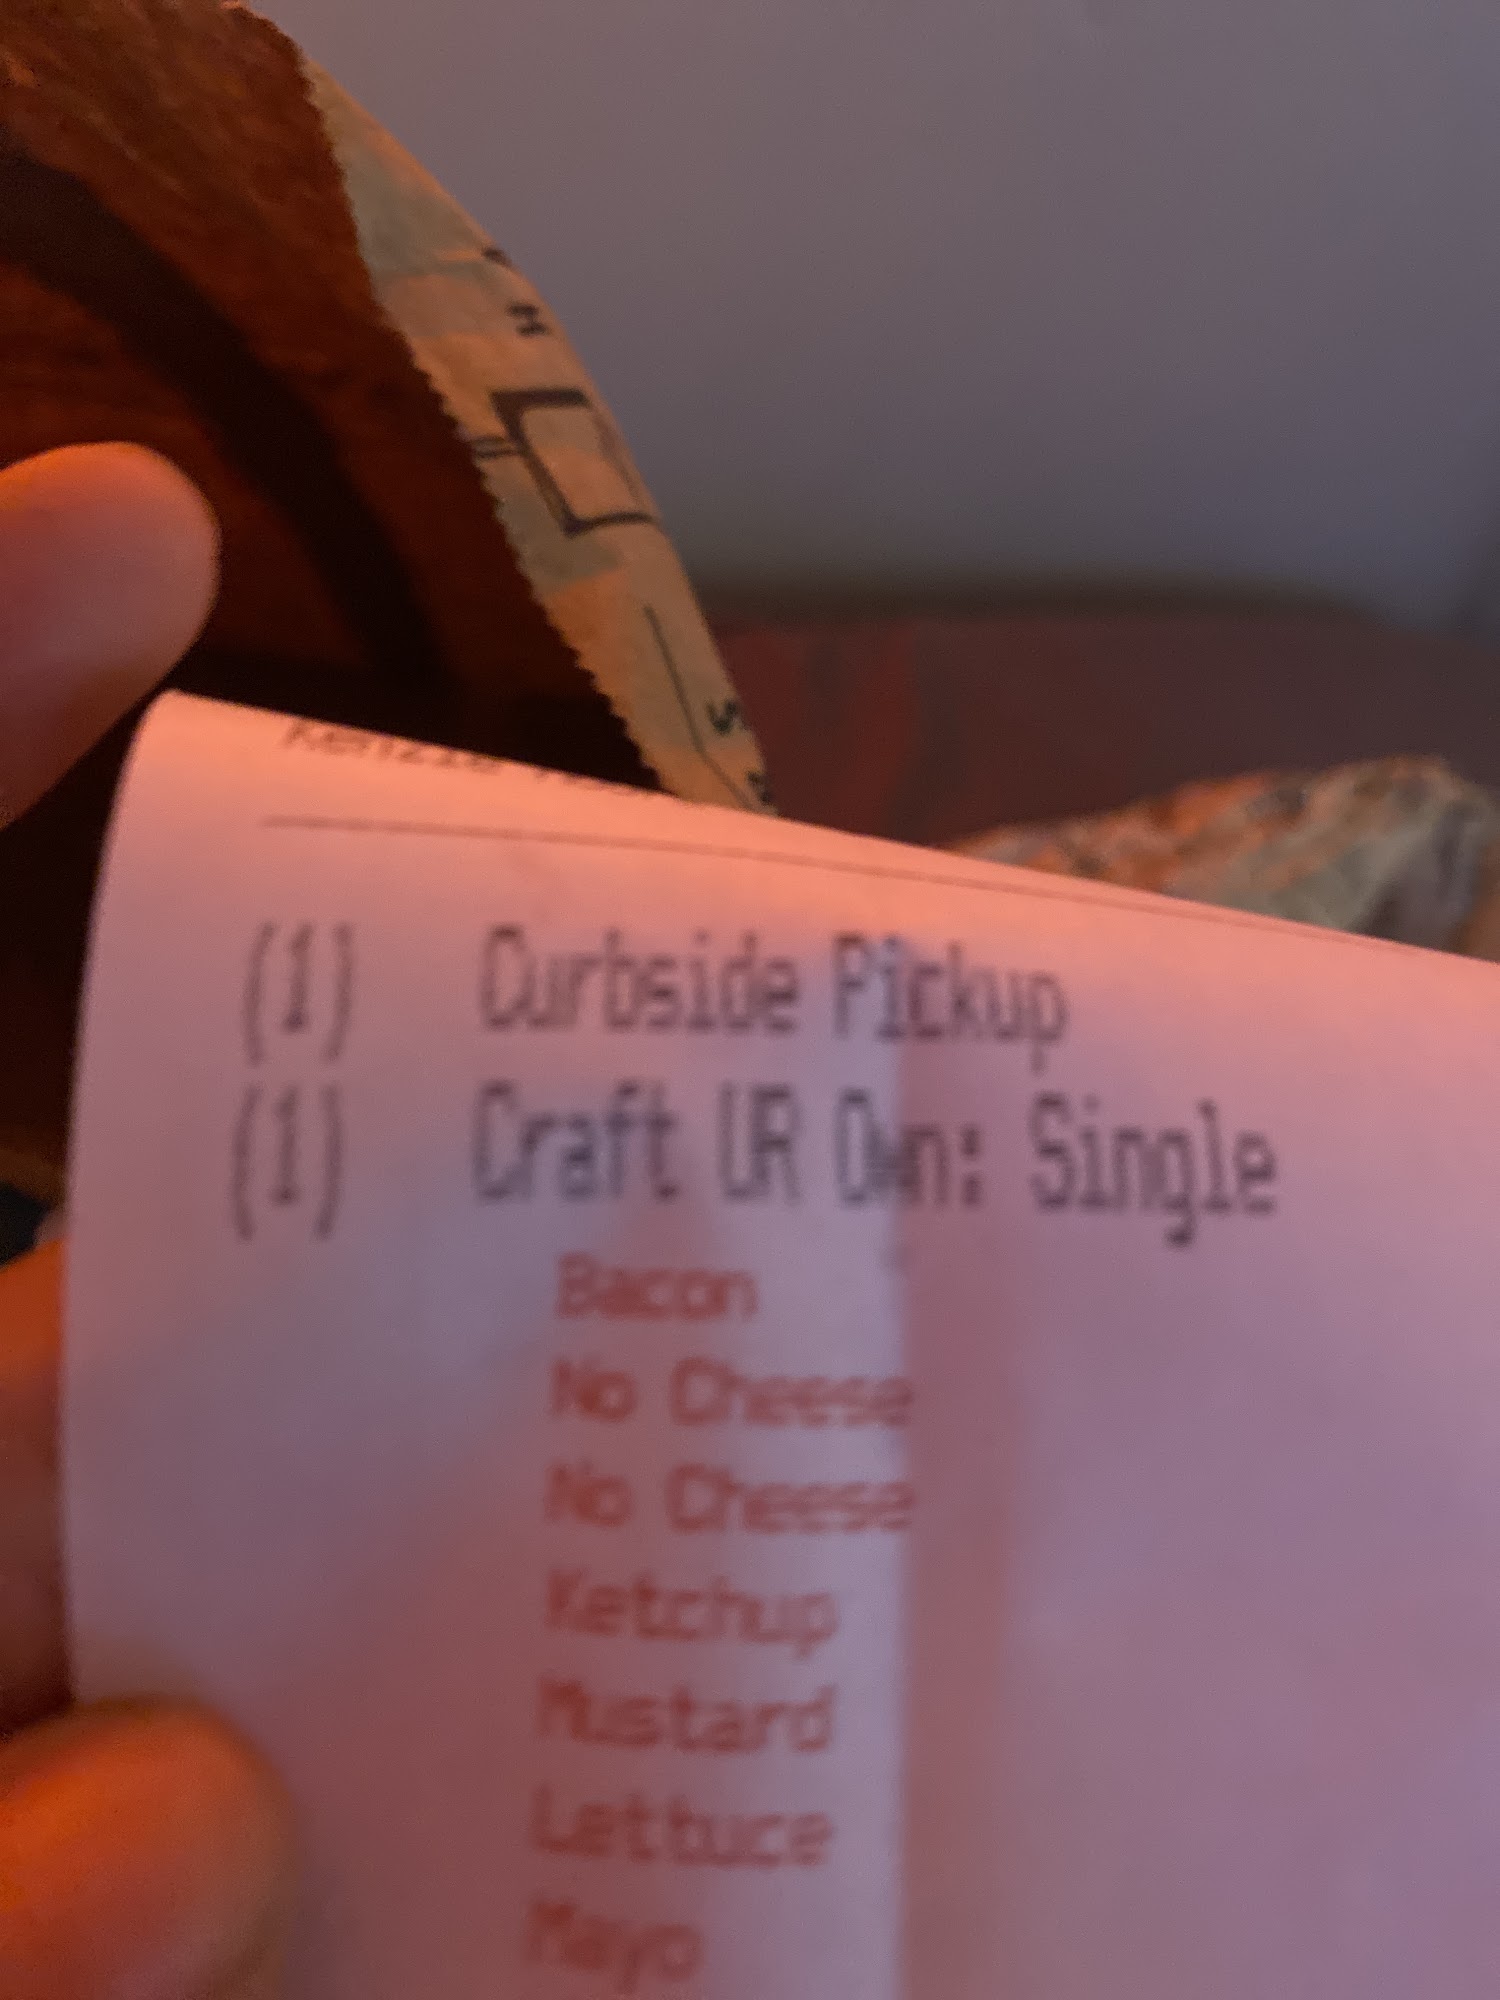 (1) Curbside Pickup
(1) Craft UR Own: Single
Bacon
No Cheese
No Cheese
Ketchup
Mustard
Lettuce
Mayo